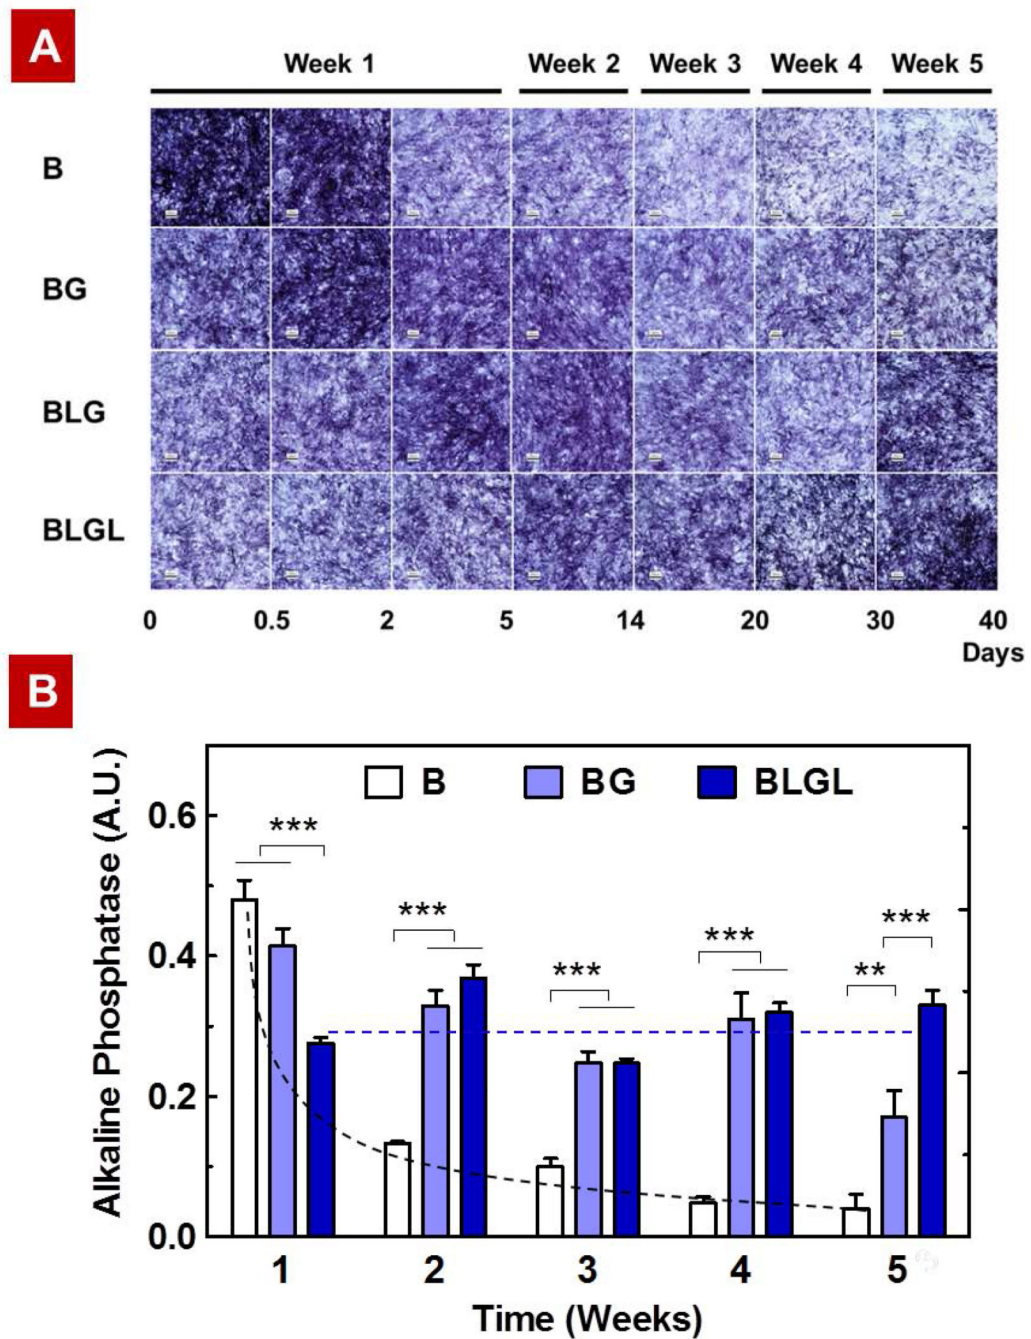 A
Week 1 Week 2 Week 3 Week 4 Week 5
B
BG
BLG
BLGL
0 0.5 2 5 14 20 30 40
Days
B
B BG BLGL
Alkaline Phosphatase (A.U.)
0.6
0.4
0.2
0.0
***
***
***
***
**
***
1 2 3 4 5
Time (Weeks)